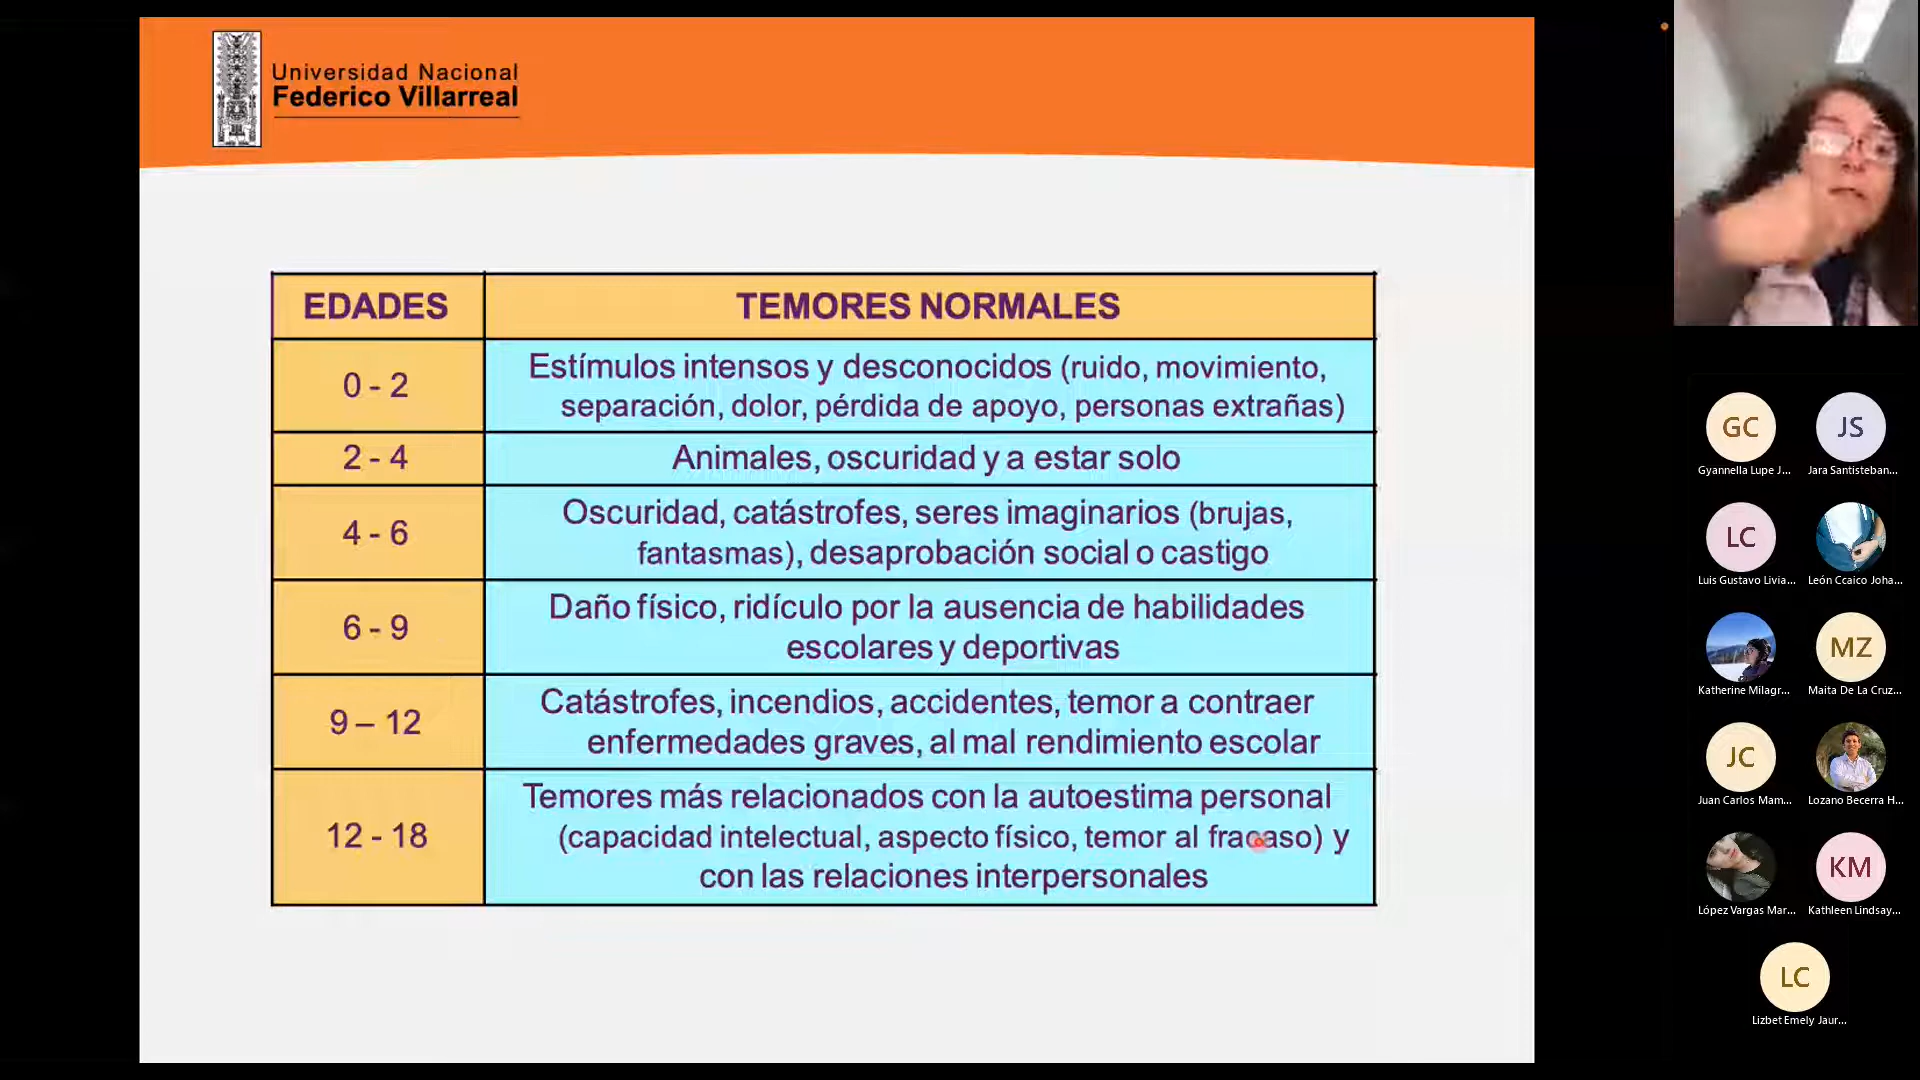 Universidad Nacional
Federico Villarreal
EDADES
TEMORES NORMALES
0 - 2
Estímulos intensos y desconocidos (ruido, movimiento,
separación, dolor, pérdida de apoyo, personas extrañas)
2 - 4
Animales, oscuridad y a estar solo
4 - 6
Oscuridad, catástrofes, seres imaginarios (brujas,
fantasmas), desaprobación social o castigo
6 - 9
Daño físico, ridículo por la ausencia de habilidades
escolares y deportivas
9 – 12
Catástrofes, incendios, accidentes, temor a contraer
enfermedades graves, al mal rendimiento escolar
12 - 18
Temores más relacionados con la autoestima personal
(capacidad intelectual, aspecto físico, temor al fracaso) y
con las relaciones interpersonales
GC
Gyannella Lupe J...
JS
Jara Santisteban...
LC
Luis Gustavo Livia...
León Ccaico Joha...
Katherine Milagr...
MZ
Maita De La Cruz...
JC
Juan Carlos Mam...
Lozano Becerra H...
López Vargas Mar...
KM
Kathleen Lindsay...
LC
Lizbet Emely Jaur...